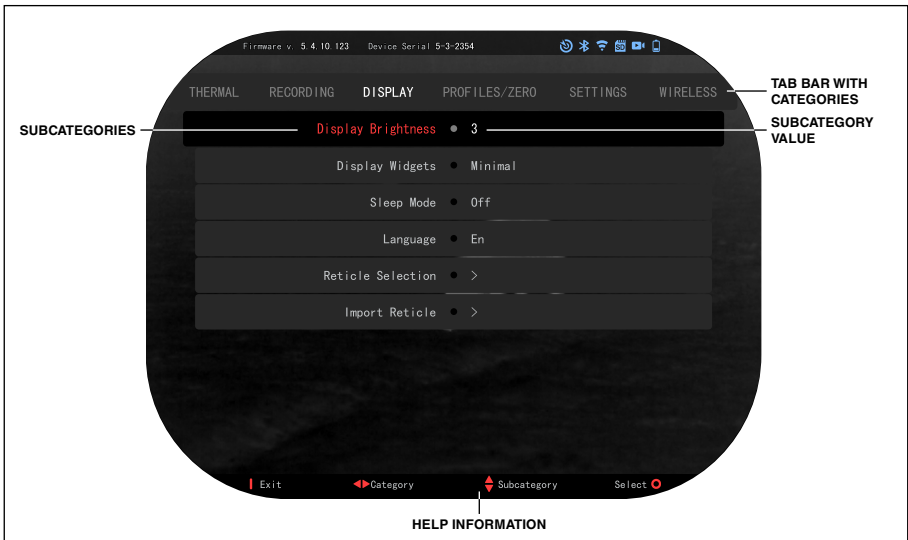 Firmware v. 5.4.10.123 Device Serial 5-3-2354
SD
THERMAL RECORDING DISPLAY PROFILES/ZERO SETTINGS WIRELESS
TAB BAR WITH
CATEGORIES
SUBCATEGORIES
Display Brightness 3
SUBCATEGORY
VALUE
Display Widgets Minimal
Sleep Mode Off
Language En
Reticle Selection >
Import Reticle >
Exit Category Subcategory Select
HELP INFORMATION